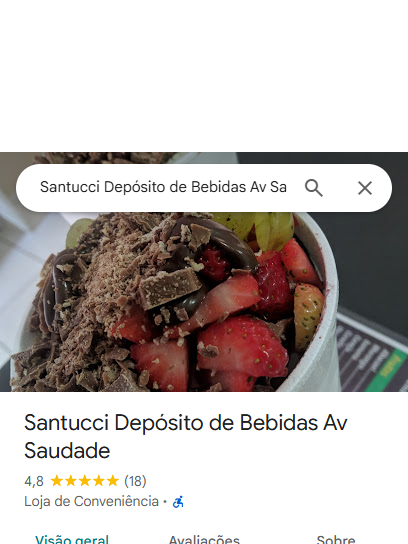 Santucci Depósito de Bebidas Av Sa
Santucci Depósito de Bebidas Av
Saudade
4,8 (18)
Loja de Conveniência ·
Visão geral Avaliações Sobre